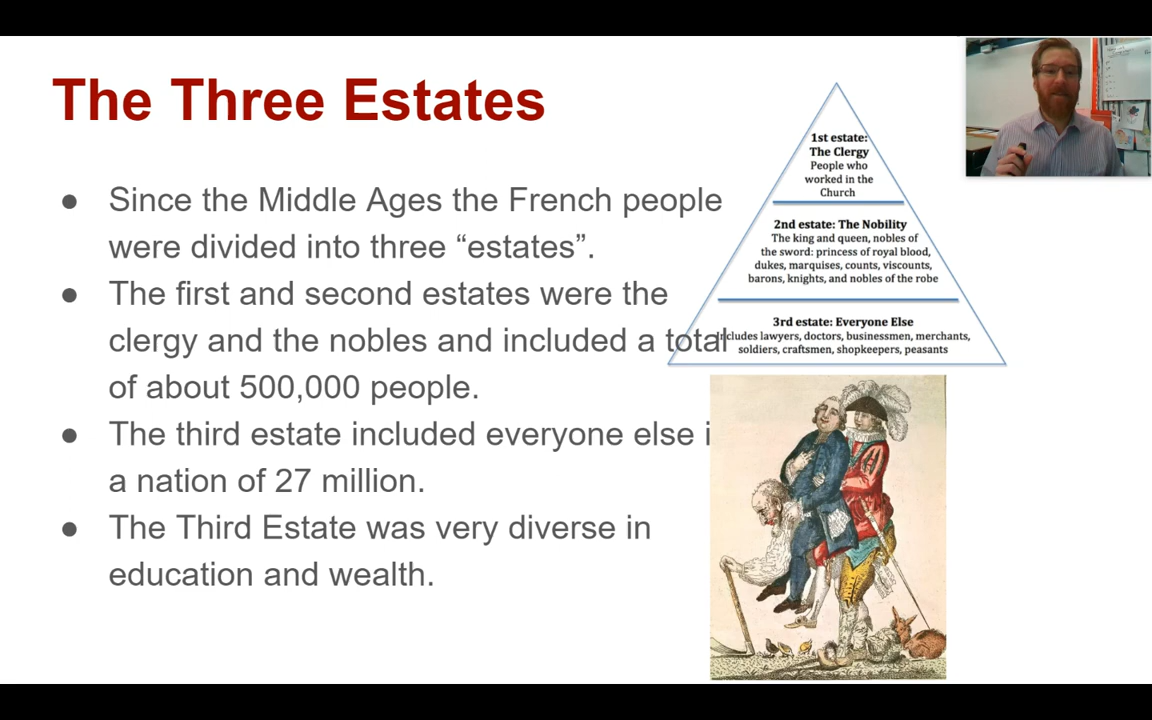 The Three Estates
● Since the Middle Ages the French people
were divided into three “estates”.
● The first and second estates were the
clergy and the nobles and included a total
of about 500,000 people.
● The third estate included everyone else i
a nation of 27 million.
● The Third Estate was very diverse in
education and wealth.
1st estate:
The Clergy
People who
worked in the
Church
2nd estate: The Nobility
The king and queen, nobles of
the sword: princess of royal blood,
dukes, marquises, counts, viscounts,
barons, knights, and nobles of the robe
3rd estate: Everyone Else
Includes lawyers, doctors, businessmen, merchants,
soldiers, craftsmen, shopkeepers, peasants